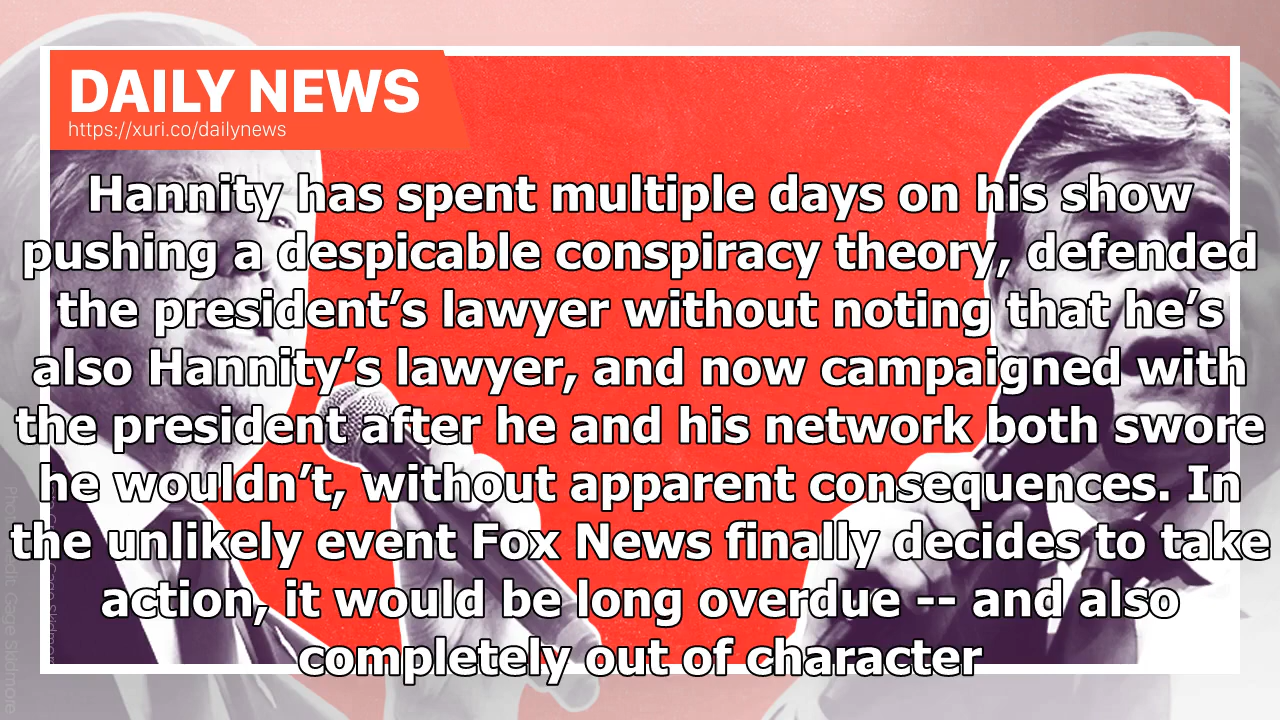 DAILY NEWS
https://xuri.co/dailynews
Hannity has spent multiple days on his show
pushing a despicable conspiracy theory, defended
the president’s lawyer without noting that he’s
also Hannity’s lawyer, and now campaigned with
the president after he and his network both swore
he wouldn’t, without apparent consequences. In
the unlikely event Fox News finally decides to take
action, it would be long overdue -- and also
completely out of character
Gage Skidmore